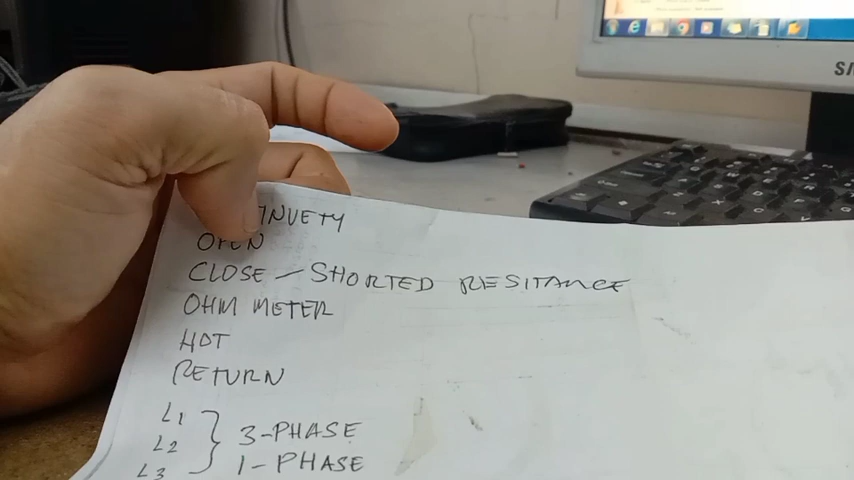 OPEN
CLOSE - SHORTED RESITANCE
OHM METER
HOT
RETURN
L1
L2 } 3-PHASE
L3 1-PHASE